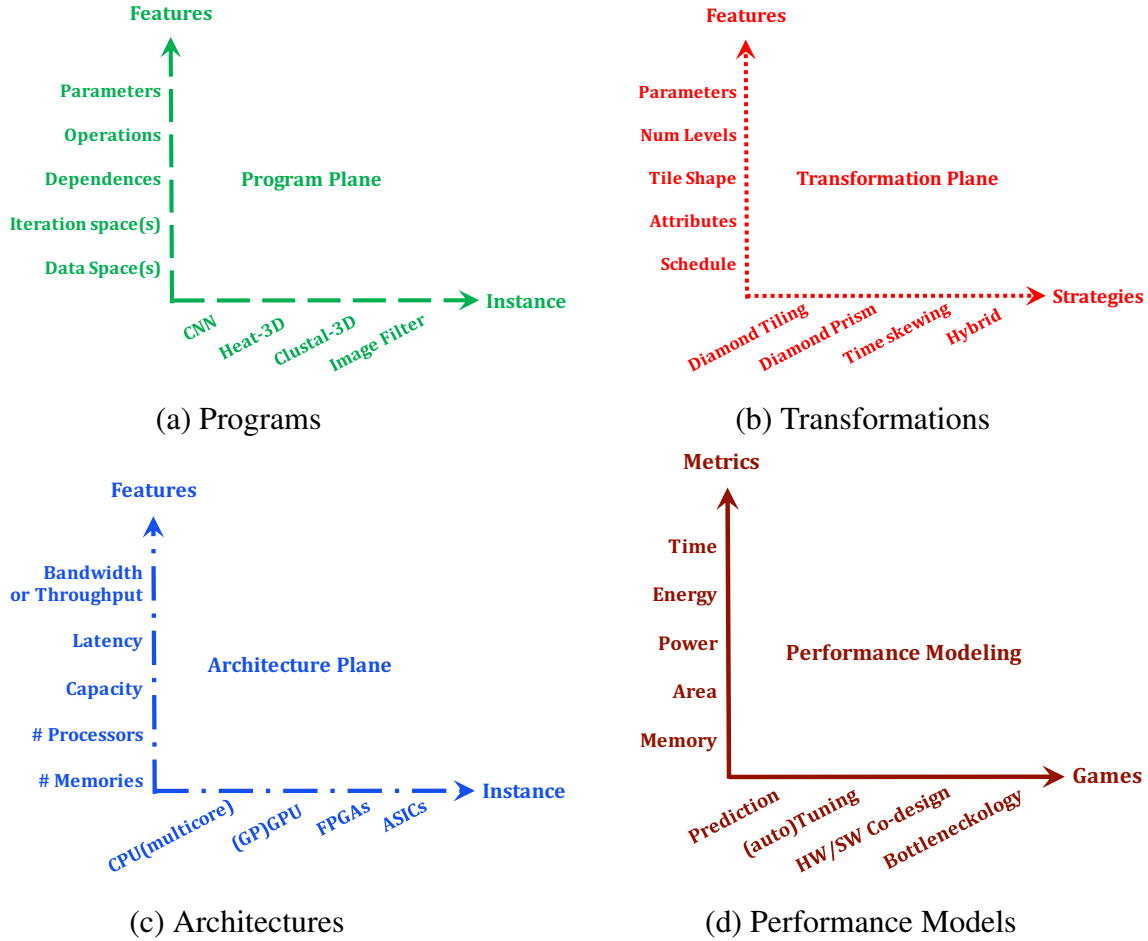 Features
Parameters
Operations
Dependences
Iteration space(s)
Data Space(s)
Program Plane
Instance
CNN
Heat-3D
Clustal-3D
Image Filter
(a) Programs
Features
Parameters
Num Levels
Tile Shape
Attributes
Schedule
Transformation Plane
Strategies
Diamond Tiling
Diamond Prism
Time skewing
Hybrid
(b) Transformations
Features
Bandwidth
or Throughput
Latency
Capacity
# Processors
# Memories
Architecture Plane
Instance
CPU(multicore)
(GP)GPU
FPGAs
ASICs
(c) Architectures
Metrics
Time
Energy
Power
Area
Memory
Performance Modeling
Games
Prediction
(auto)Tuning
HW/SW Co-design
Bottleneckology
(d) Performance Models